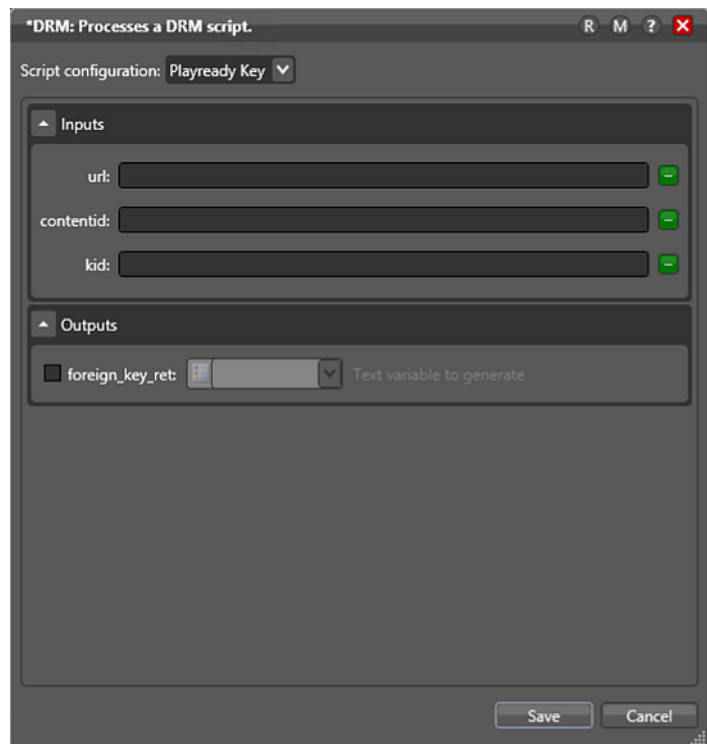 *DRM: Processes a DRM script. R M ?
Script configuration: Playready Key
Inputs
url:
contentid:
kid:
Outputs
foreign_key_ret: Text variable to generate
Save Cancel